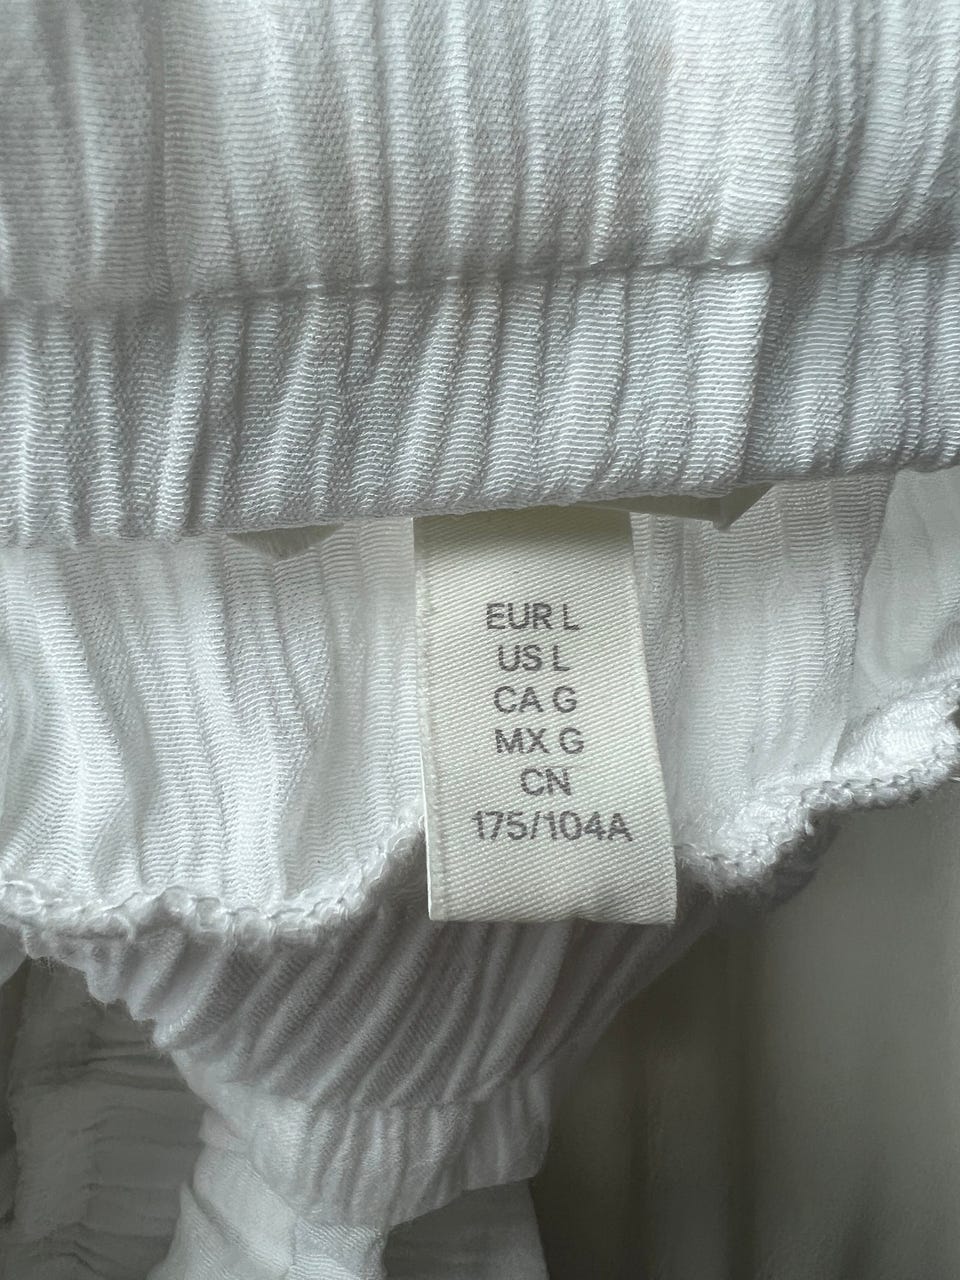 EUR L
US L
CA G
MX G
CN
175/104A